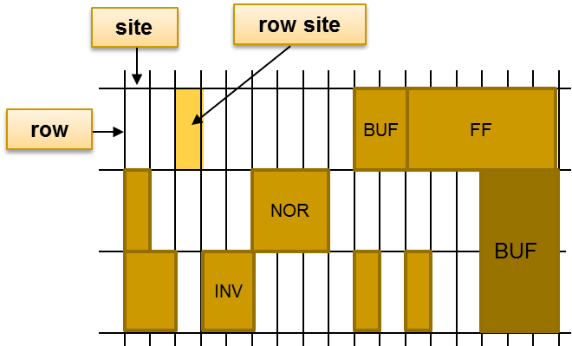 site
row site
row
BUF
FF
NOR
INV
BUF